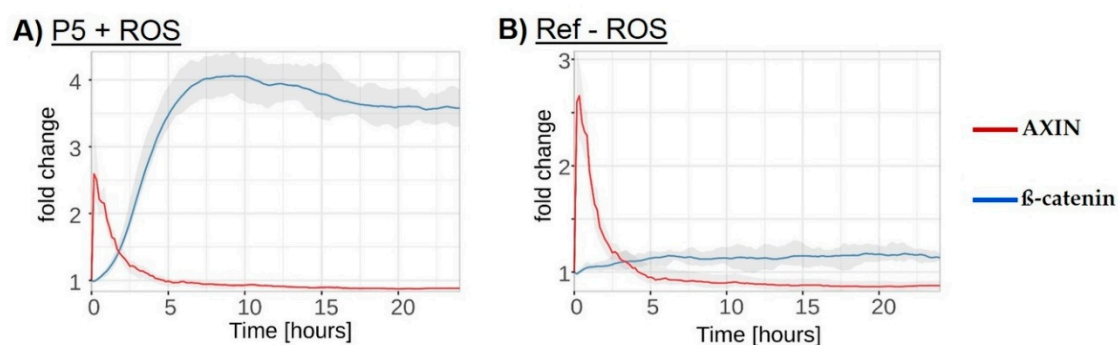 A) P5 + ROS
fold change
4
3
2
1
0 5 10 15 20
Time [hours]
B) Ref - ROS
fold change
3
2
1
0 5 10 15 20
Time [hours]
AXIN
ß-catenin